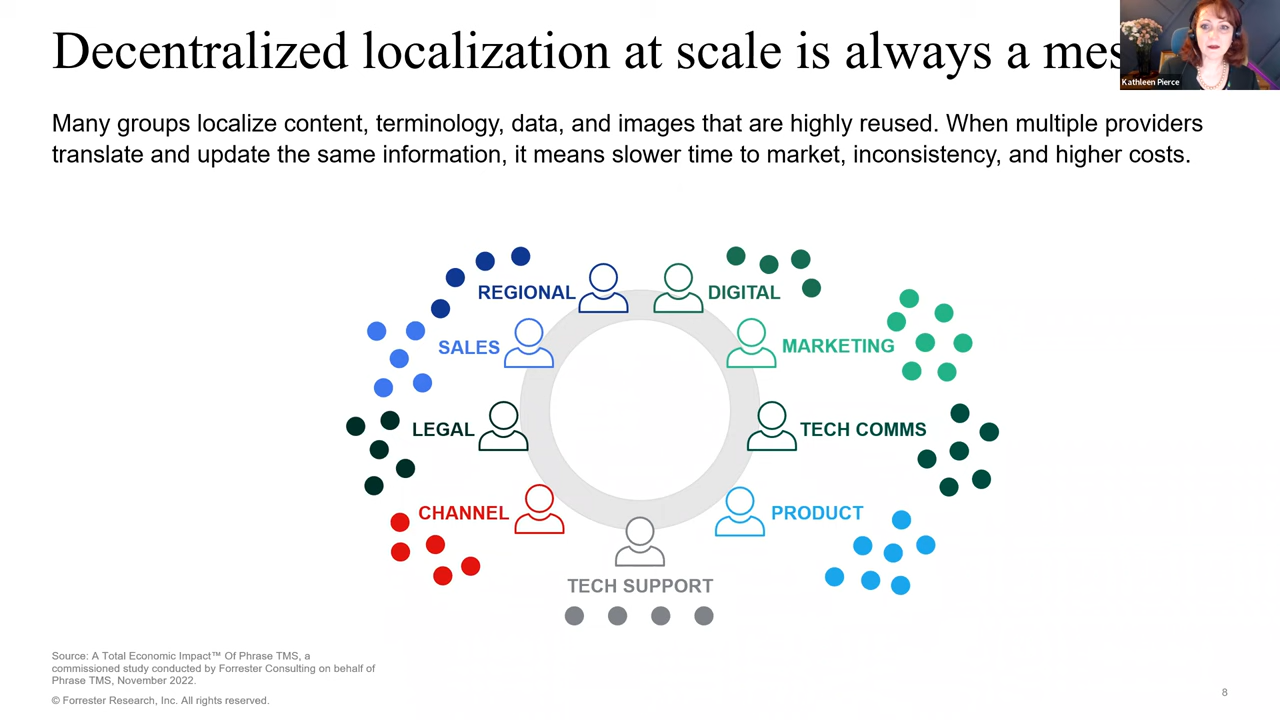 Decentralized localization at scale is always a mes
Kathleen Pierce
Many groups localize content, terminology, data, and images that are highly reused. When multiple providers
translate and update the same information, it means slower time to market, inconsistency, and higher costs.
REGIONAL
DIGITAL
SALES
MARKETING
LEGAL
TECH COMMS
CHANNEL
PRODUCT
TECH SUPPORT
Source: A Total Economic Impact™ Of Phrase TMS, a
commissioned study conducted by Forrester Consulting on behalf of
Phrase TMS, November 2022.
© Forrester Research, Inc. All rights reserved.
8